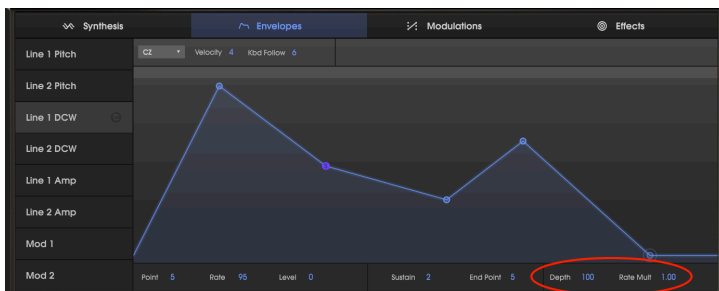 Synthesis Envelopes Modulations Effects
Line 1 Pitch
CZ Velocity 4 Kbd Follow 6
Line 2 Pitch
Line 1 DCW
Line 2 DCW
Line 1 Amp
Line 2 Amp
Mod 1
Mod 2
Point 5 Rate 95 Level 0 Sustain 2 End Point 5 Depth 100 Rate Mult 1.00